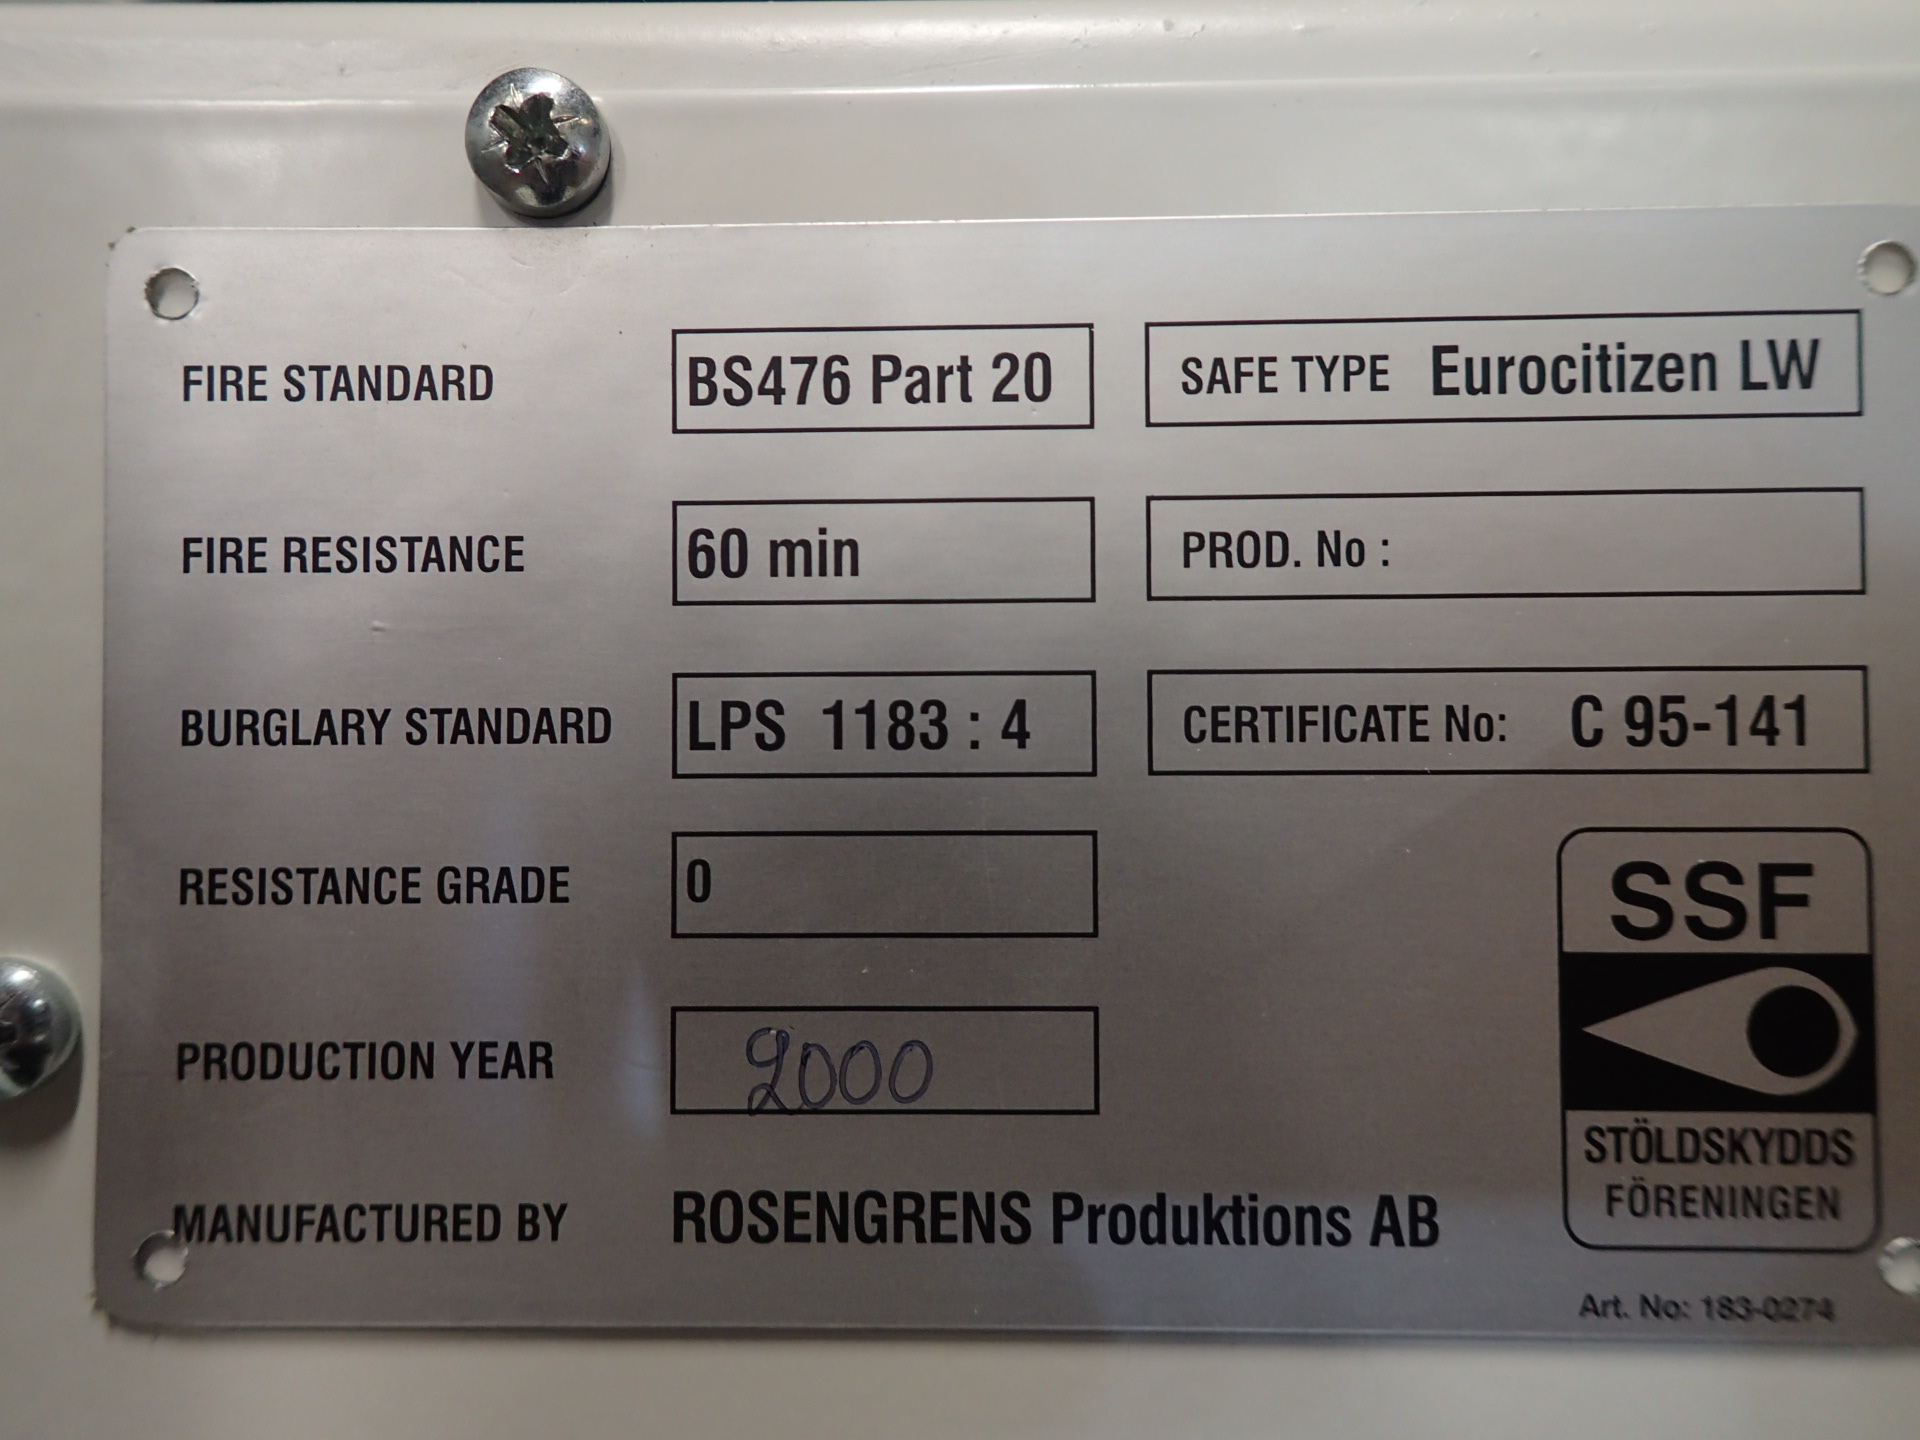 FIRE STANDARD BS476 Part 20 SAFE TYPE Eurocitizen LW
FIRE RESISTANCE 60 min PROD. No :
BURGLARY STANDARD LPS 1183 : 4 CERTIFICATE No: C 95-141
RESISTANCE GRADE 0
SSF
PRODUCTION YEAR 2000
STÖLDSKYDDS
FÖRENINGEN
MANUFACTURED BY ROSENGRENS Produktions AB
Art. No: 183-0274